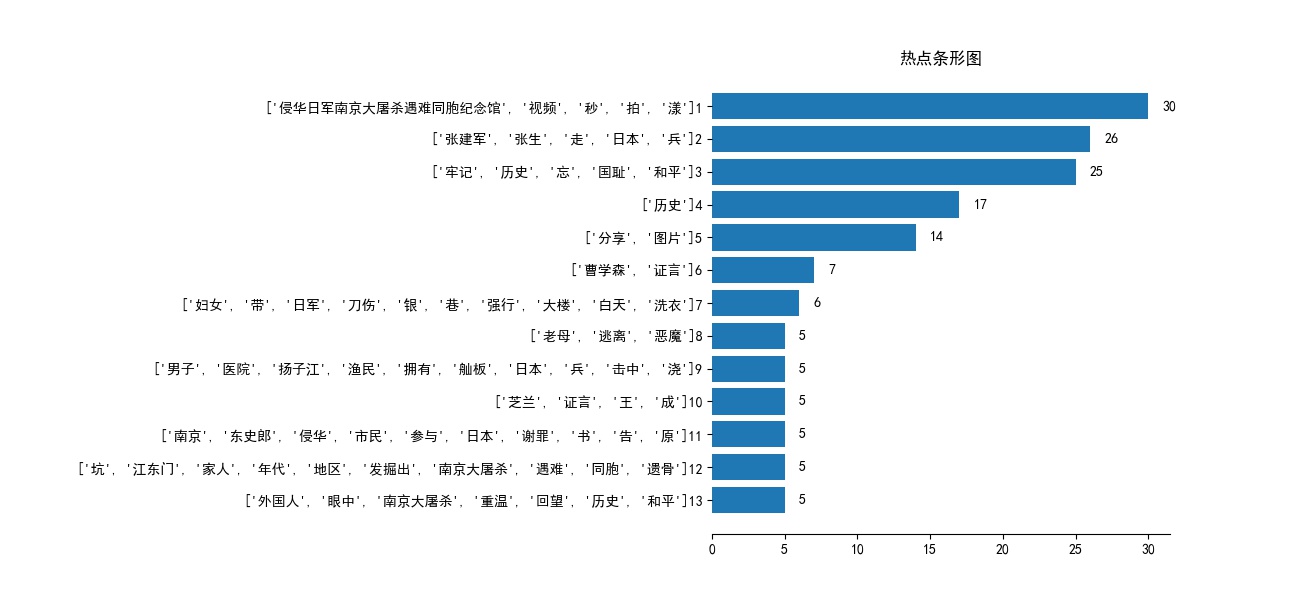 热点条形图
['侵华日军南京大屠杀遇难同胞纪念馆', '视频', '秒', '拍', '漾']1
30
['张建军', '张生', '走', '日本', '兵']2
26
['牢记', '历史', '忘', '国耻', '和平']3
25
['历史']4
17
['分享', '图片']5
14
['曹学森', '证言']6
7
['妇女', '带', '日军', '刀伤', '银', '巷', '强行', '大楼', '白天', '洗衣']7
6
['老母', '逃离', '恶魔']8
5
['男子', '医院', '扬子江', '渔民', '拥有', '舢板', '日本', '兵', '击中', '浇']9
5
['芝兰', '证言', '王', '成']10
5
['南京', '东史郎', '侵华', '市民', '参与', '日本', '谢罪', '书', '告', '原']11
5
['坑', '江东门', '家人', '年代', '地区', '发掘出', '南京大屠杀', '遇难', '同胞', '遗骨']12
5
['外国人', '眼中', '南京大屠杀', '重温', '回望', '历史', '和平']13
5
0 5 10 15 20 25 30